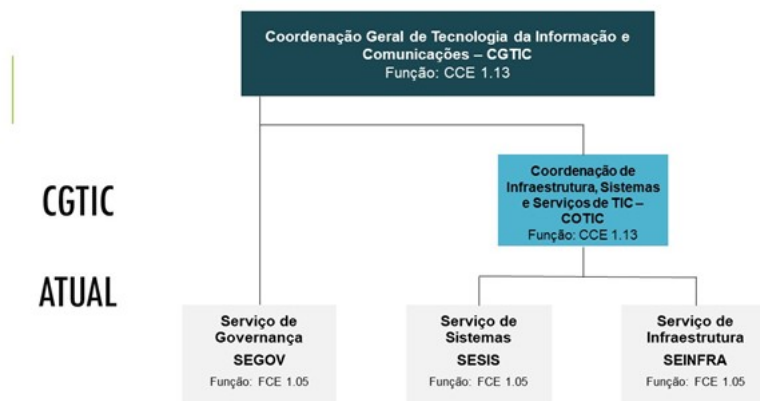 Coordenação Geral de Tecnologia da Informação e
Comunicações – CGTIC
Função: CCE 1.13
Coordenação de
Infraestrutura, Sistemas
e Serviços de TIC –
COTIC
Função: CCE 1.13
CGTIC
ATUAL
Serviço de
Governança
SEGOV
Função: FCE 1.05
Serviço de
Sistemas
SESIS
Função: FCE 1.05
Serviço de
Infraestrutura
SEINFRA
Função: FCE 1.05